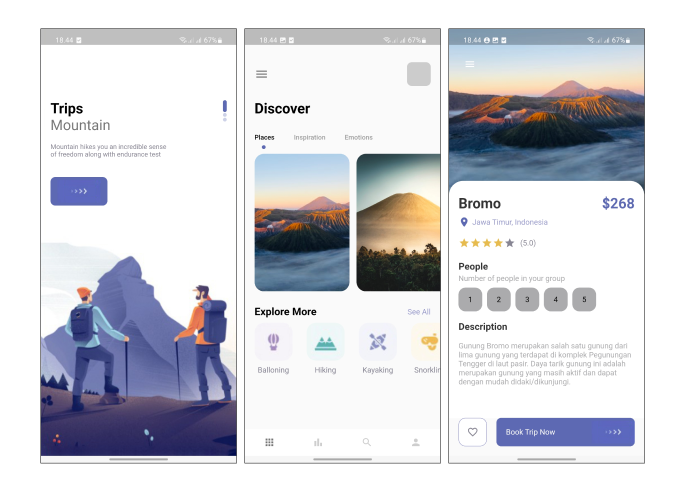 18.44
67%
Trips
Mountain
Mountain hikes you an incredible sense
of freedom along with endurance test
18.44
67%
Discover
Places Inspiration Emotions
Explore More See All
Ballooning Hiking Kayaking Snorklin
18.44
67%
Bromo $268
Jawa Timur, Indonesia
(5.0)
People
Number of people in your group
1 2 3 4 5
Description
Gunung Bromo merupakan salah satu gunung dari
lima gunung yang terdapat di komplek Pegunungan
Tengger di laut pasir. Daya tarik gunung ini adalah
merupakan gunung yang masih aktif dan dapat
dengan mudah didaki/dikunjungi.
Book Trip Now